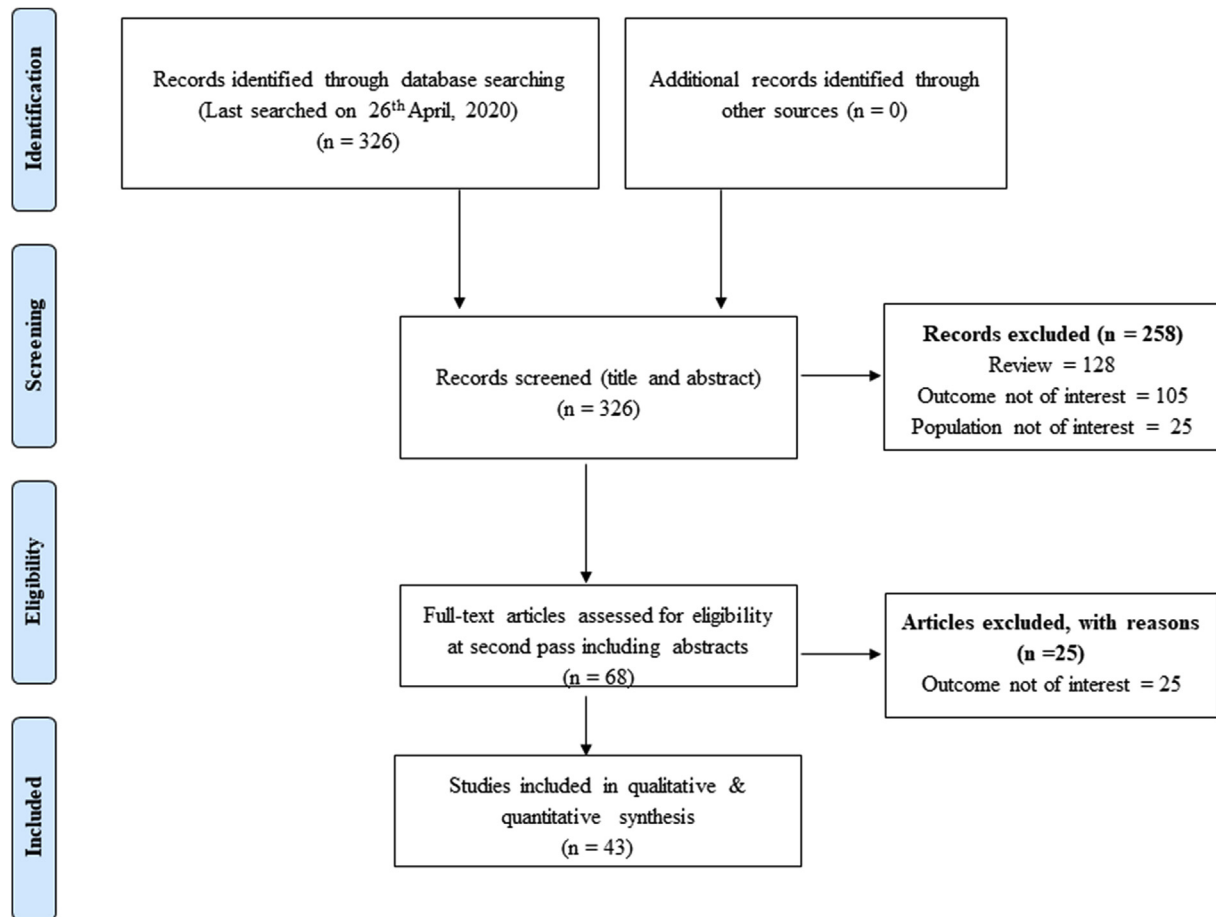 Identification
Records identified through database searching
(Last searched on 26th April, 2020)
(n = 326)
Additional records identified through
other sources (n = 0)
Screening
Records screened (title and abstract)
(n = 326)
Records excluded (n = 258)
Review = 128
Outcome not of interest = 105
Population not of interest = 25
Eligibility
Full-text articles assessed for eligibility
at second pass including abstracts
(n = 68)
Articles excluded, with reasons
(n =25)
Outcome not of interest = 25
Included
Studies included in qualitative &
quantitative synthesis
(n = 43)